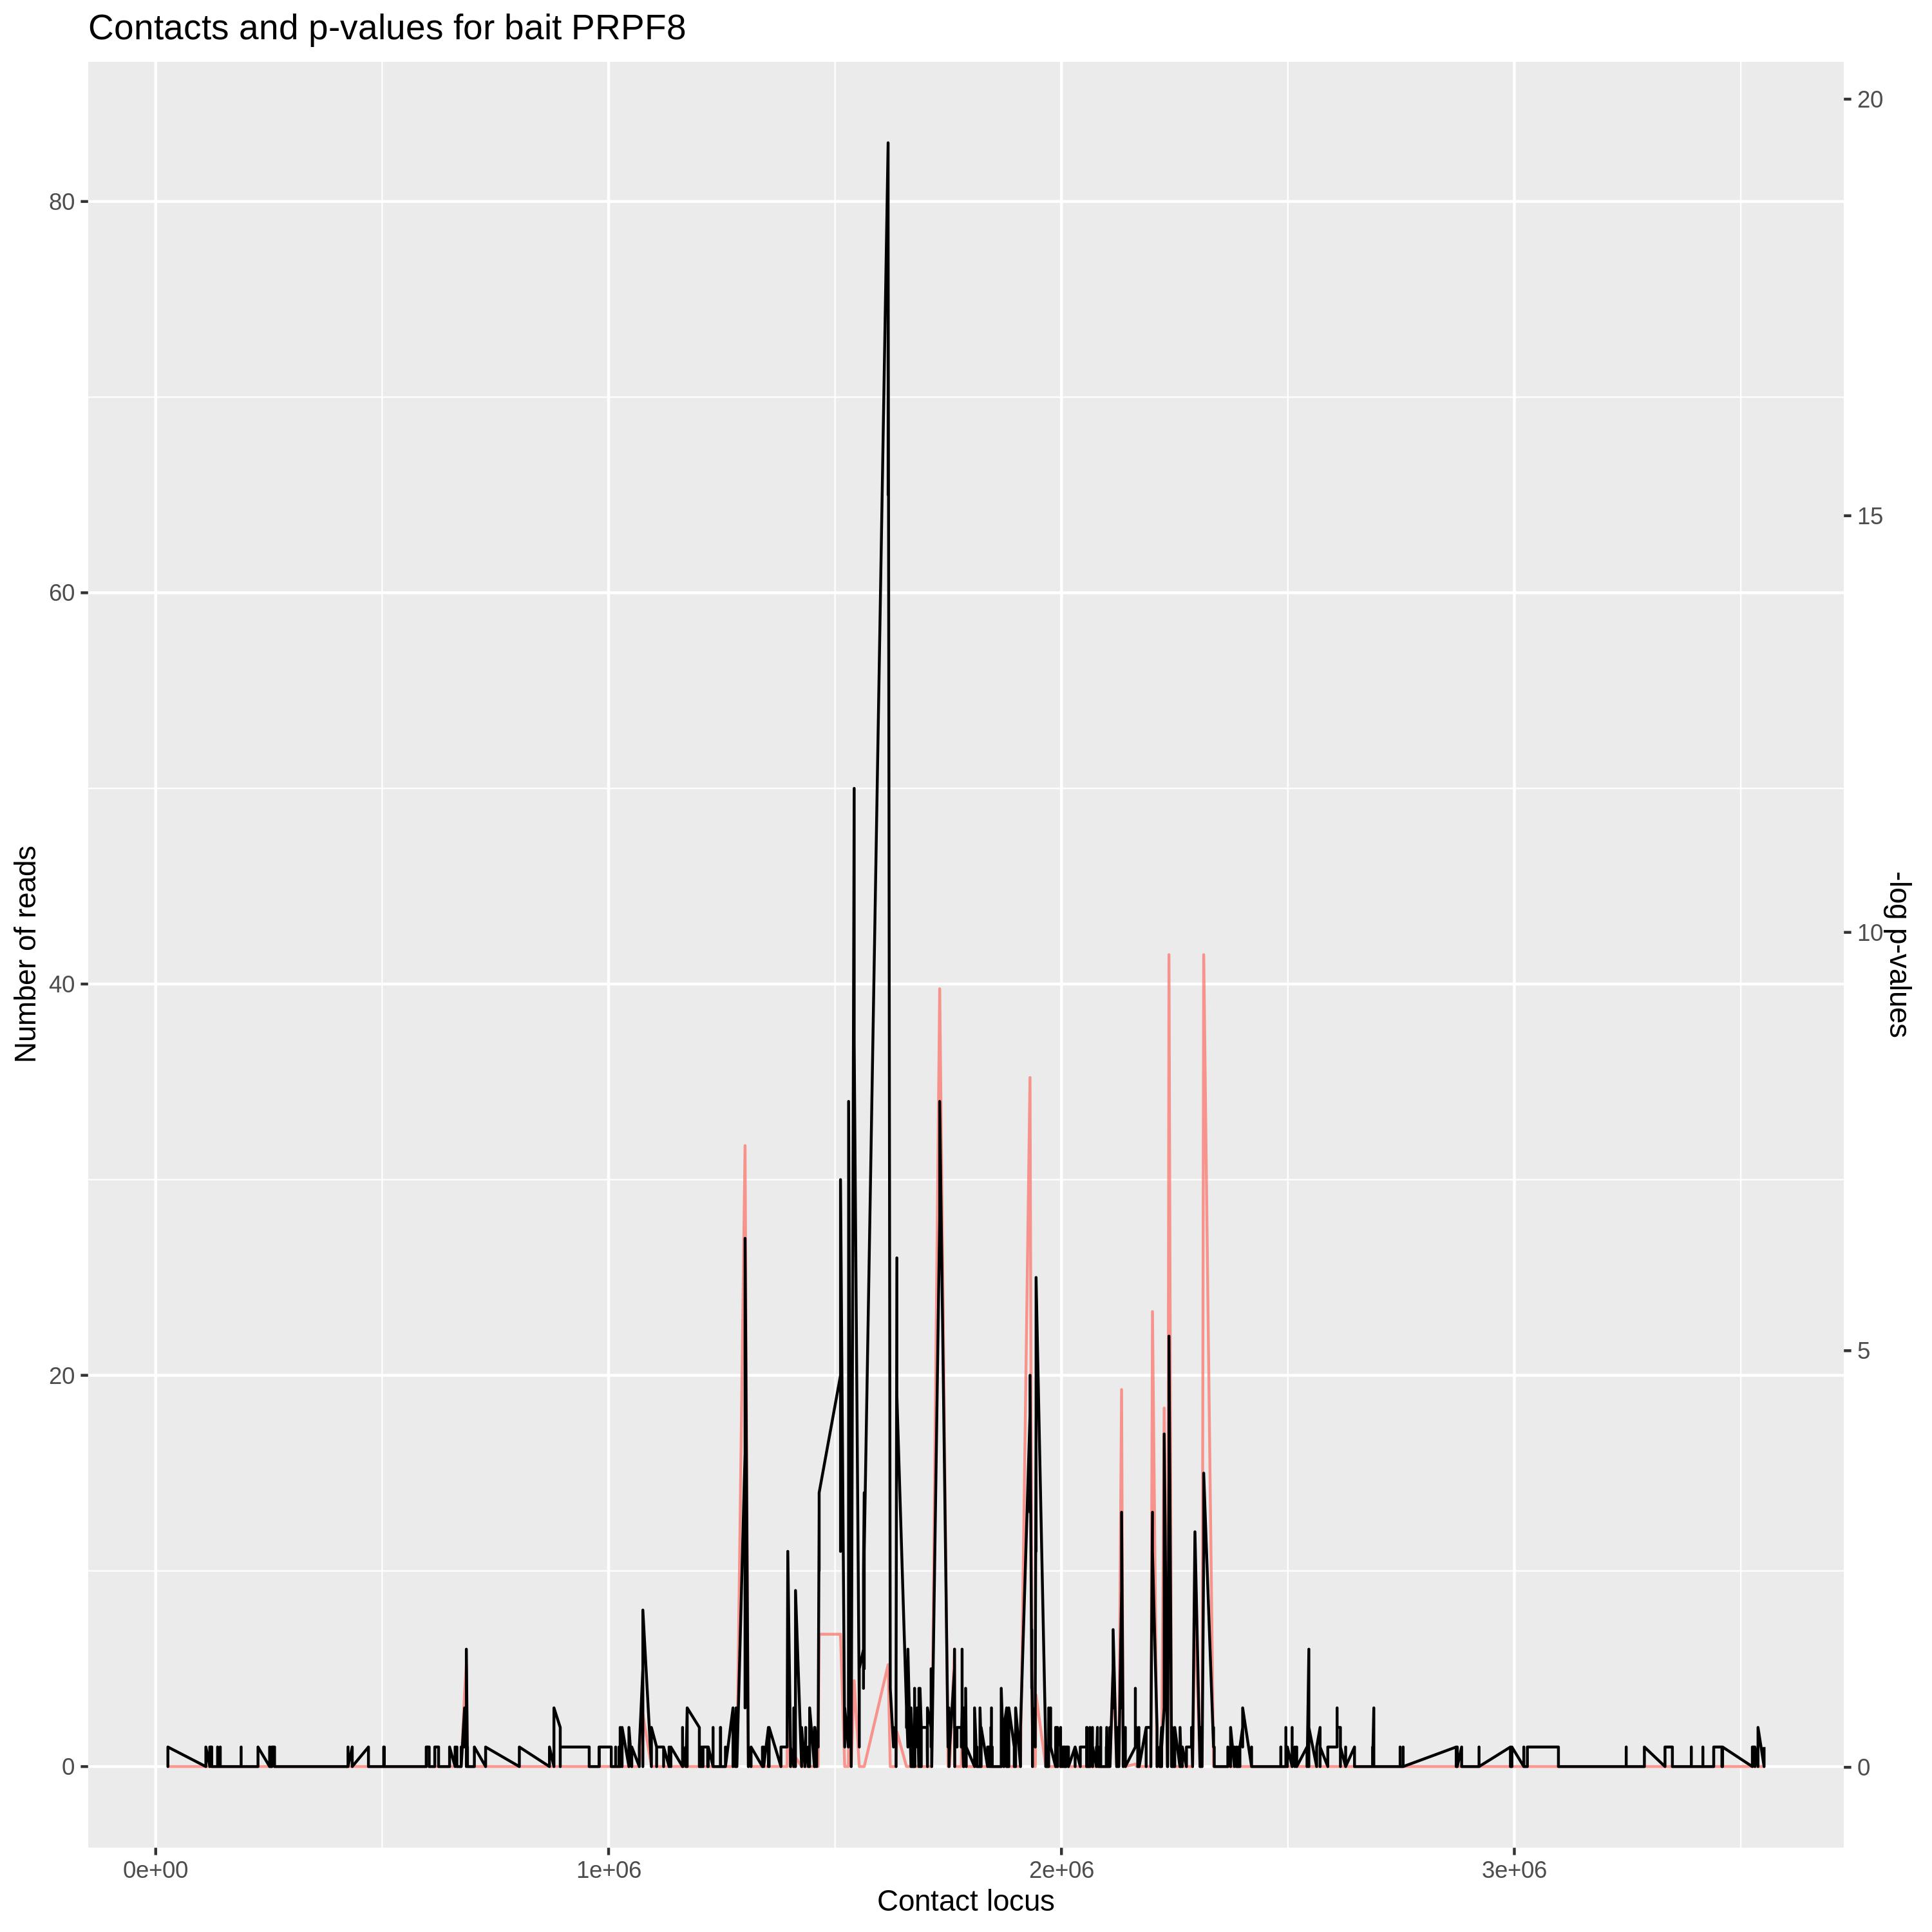 Contacts and p-values for bait PRPF8
Number of reads
80
60
40
20
0
20
15
10
5
0
-log p-values
0e+00
1e+06
2e+06
3e+06
Contact locus